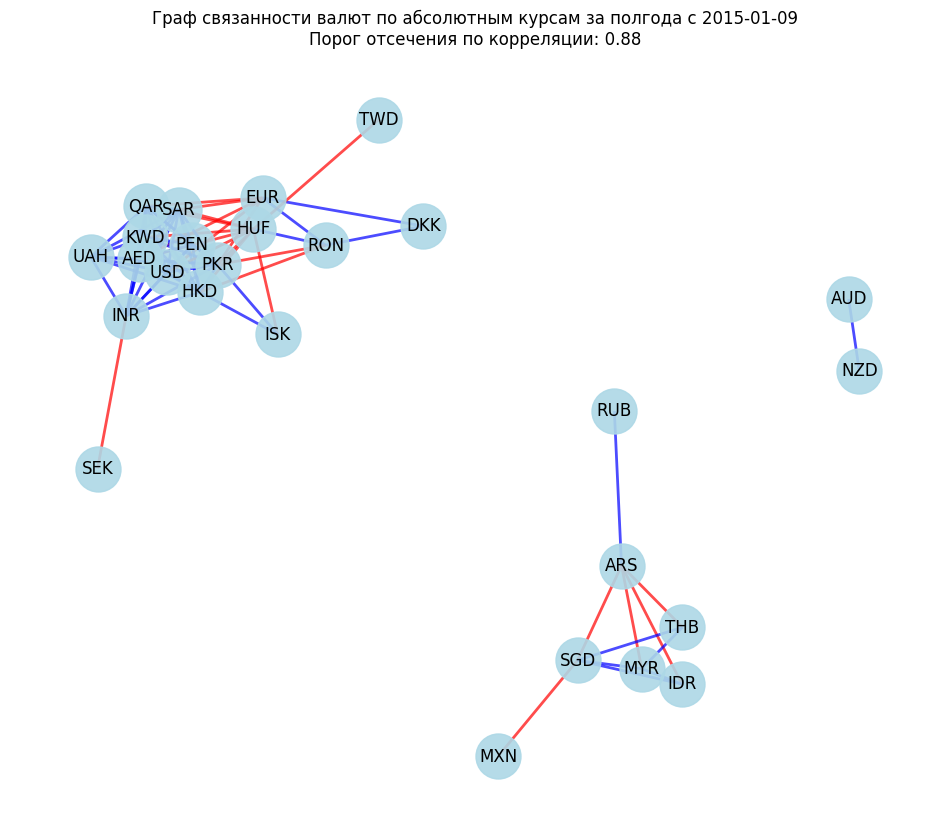 Граф связанности валют по абсолютным курсам за полгода с 2015-01-09
Порог отсечения по корреляции: 0.88
TWD
QAR
SAR
EUR
DKK
HUF
KWD
PEN
RON
UAH
AED
PKR
USD
HKD
AUD
INR
ISK
NZD
RUB
SEK
ARS
THB
SGD
MYR
IDR
MXN